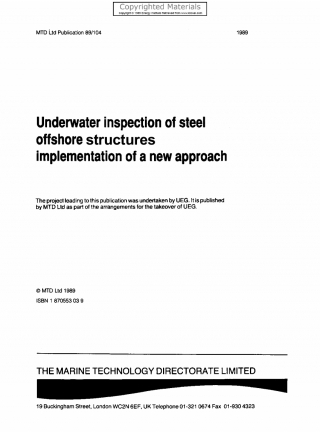 Copyrighted Materials
MTD Ltd Publication 89/104
1989
Underwater inspection of steel
offshore structures
implementation of a new approach
The project leading to this publication was undertaken by UEG. It is published
by MTD Ltd as part of the arrangements for the takeover of UEG.
© MTD Ltd 1989
ISBN 1 870553 03 9
THE MARINE TECHNOLOGY DIRECTORATE LIMITED
19 Buckingham Street, London WC2N 6EF, UK Telephone 01-321 0674 Fax 01-930 4323